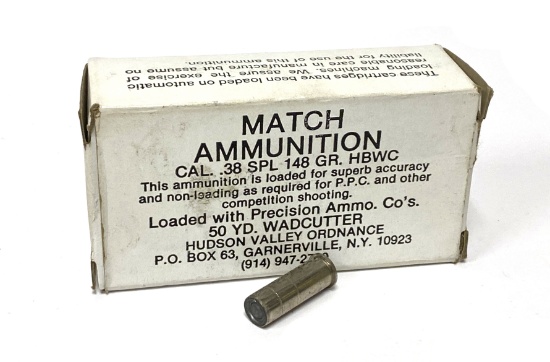 These cartridges have been loaded on automatic
loading machines. We assure the exercise of
reasonable care in manufacture but assume no
liability for the use of this ammunition.
MATCH
AMMUNITION
CAL. .38 SPL 148 GR. HBWC
This ammunition is loaded for superb accuracy
and non-loading as required for P.P.C. and other
competition shooting.
Loaded with Precision Ammo. Co's.
50 YD. WADCUTTER
HUDSON VALLEY ORDNANCE
P.O. BOX 63, GARNERVILLE, N.Y. 10923
(914)